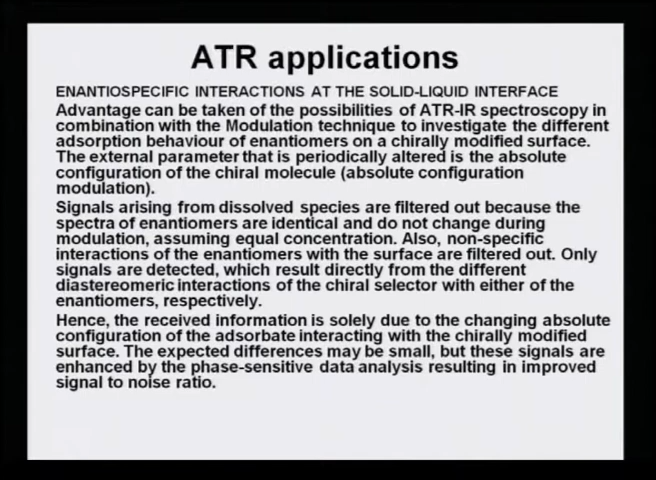 ATR applications
ENANTIOSPECIFIC INTERACTIONS AT THE SOLID-LIQUID INTERFACE
Advantage can be taken of the possibilities of ATR-IR spectroscopy in
combination with the Modulation technique to investigate the different
adsorption behaviour of enantiomers on a chirally modified surface.
The external parameter that is periodically altered is the absolute
configuration of the chiral molecule (absolute configuration
modulation).
Signals arising from dissolved species are filtered out because the
spectra of enantiomers are identical and do not change during
modulation, assuming equal concentration. Also, non-specific
interactions of the enantiomers with the surface are filtered out. Only
signals are detected, which result directly from the different
diastereomeric interactions of the chiral selector with either of the
enantiomers, respectively.
Hence, the received information is solely due to the changing absolute
configuration of the adsorbate interacting with the chirally modified
surface. The expected differences may be small, but these signals are
enhanced by the phase-sensitive data analysis resulting in improved
signal to noise ratio.